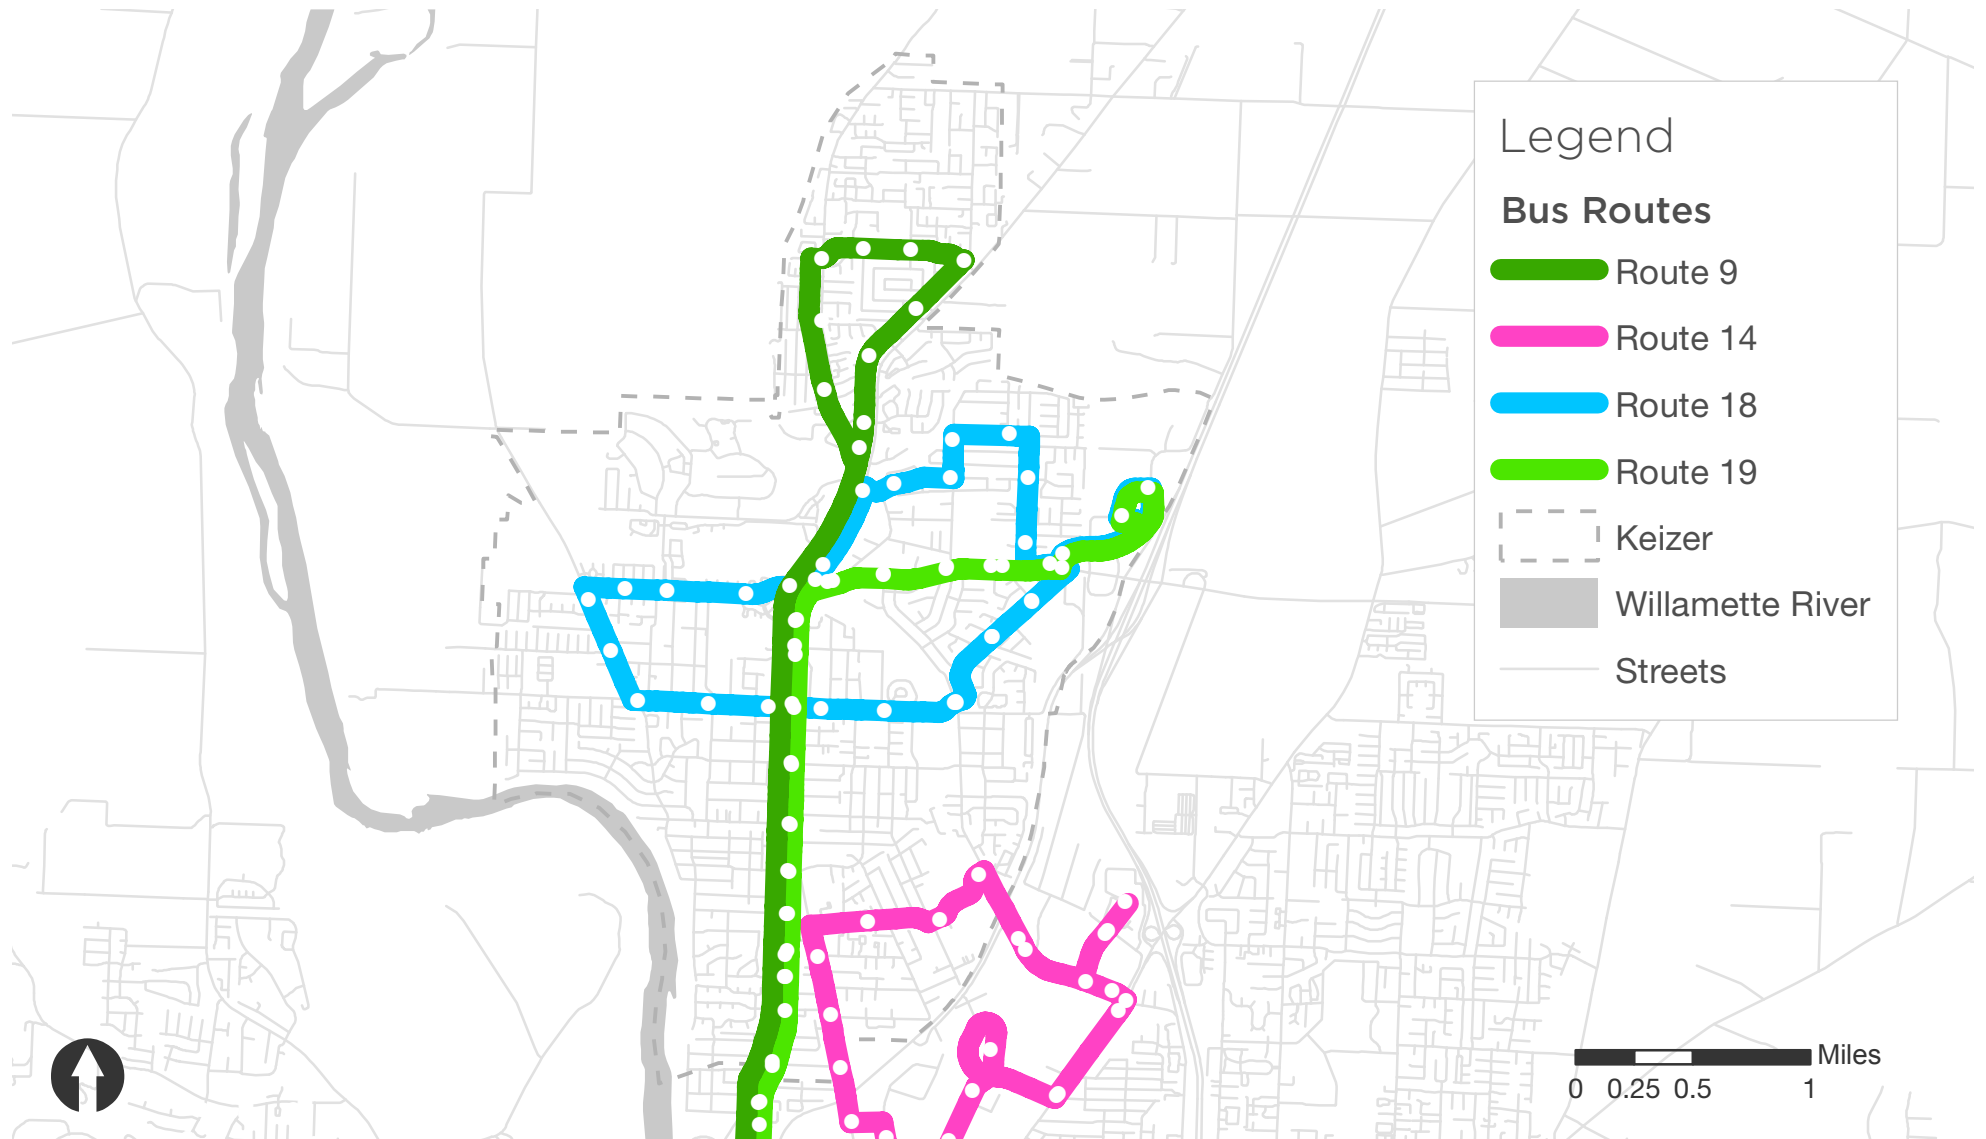 Legend
Bus Routes
Route 9
Route 14
Route 18
Route 19
Keizer
Willamette River
Streets
Miles
0 0.25 0.5 1